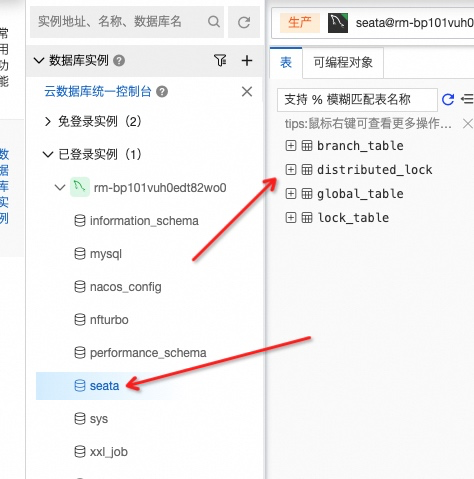 常
用
功
能
数
据
库
实
例
实例地址、名称、数据库名
数据库实例
云数据库统一控制台
免登录实例（2）
已登录实例（1）
rm-bp101vuh0edt82wo0
information_schema
mysql
nacos_config
nfturbo
performance_schema
seata
sys
xxl_job
生产 seata@rm-bp101vuh0
表 可编程对象
支持 % 模糊匹配表名称
tips:鼠标右键可查看更多操作...
branch_table
distributed_lock
global_table
lock_table